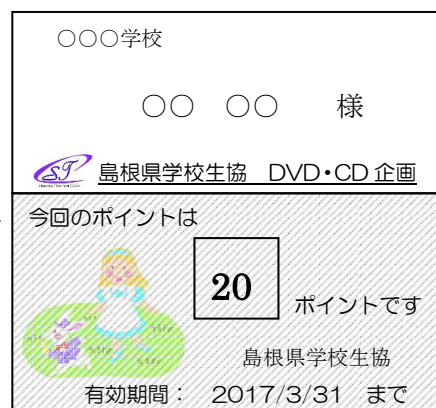 ○○○学校
○○　○○　様
ST 島根県学校生協　DVD・CD 企画
今回のポイントは
20
ポイントです
島根県学校生協
有効期間：　2017/3/31　まで